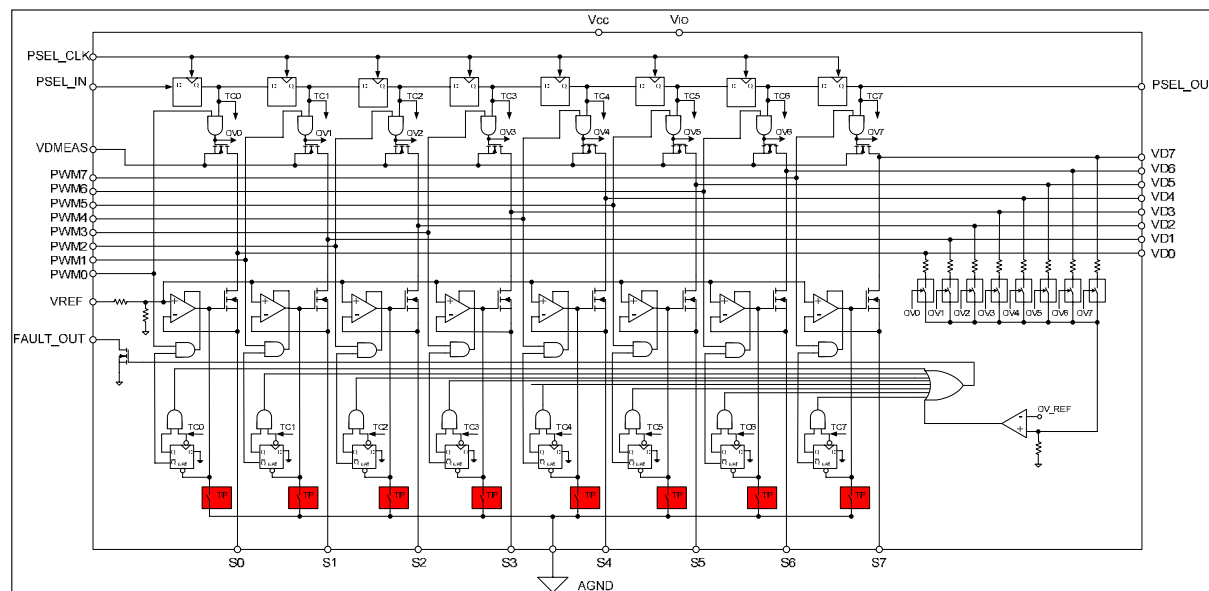 Vcc VIO
PSEL_CLK
PSEL_IN
PSEL_OU
TC0 TC1 TC2 TC3 TC4 TC5 TC6 TC7
OV0 OV1 OV2 OV3 OV4 OV5 OV6 OV7
VDMEAS
PWM7
PWM6
PWM5
PWM4
PWM3
PWM2
PWM1
PWM0
VD7
VD6
VD5
VD4
VD3
VD2
VD1
VD0
VREF
OV0 OV1 OV2 OV3 OV4 OV5 OV6 OV7
FAULT_OUT
OV_REF
TC0 TC1 TC2 TC3 TC4 TC5 TC6 TC7
TP TP TP TP TP TP TP TP
S0 S1 S2 S3 S4 S5 S6 S7
AGND